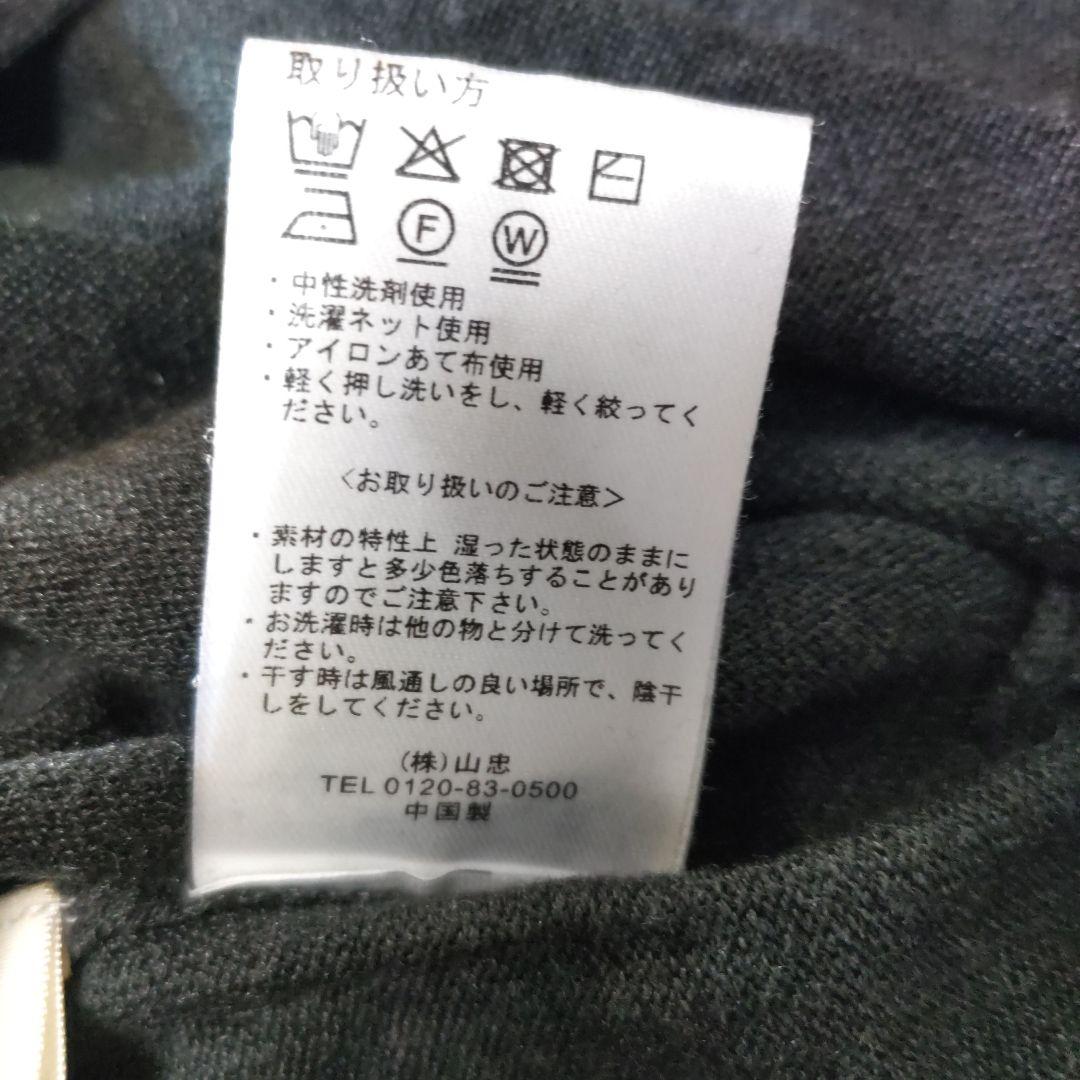 取り扱い方
F W
・中性洗剤使用
・洗濯ネット使用
・アイロンあて布使用
・軽く押し洗いをし、軽く絞ってく
ださい。
＜お取り扱いのご注意＞
・素材の特性上 湿った状態のままに
しますと多少色落ちすることがあり
ますのでご注意下さい。
・お洗濯時は他の物と分けて洗ってく
ださい。
・干す時は風通しの良い場所で、陰干
しをしてください。
(株)山忠
TEL 0120-83-0500
中国製